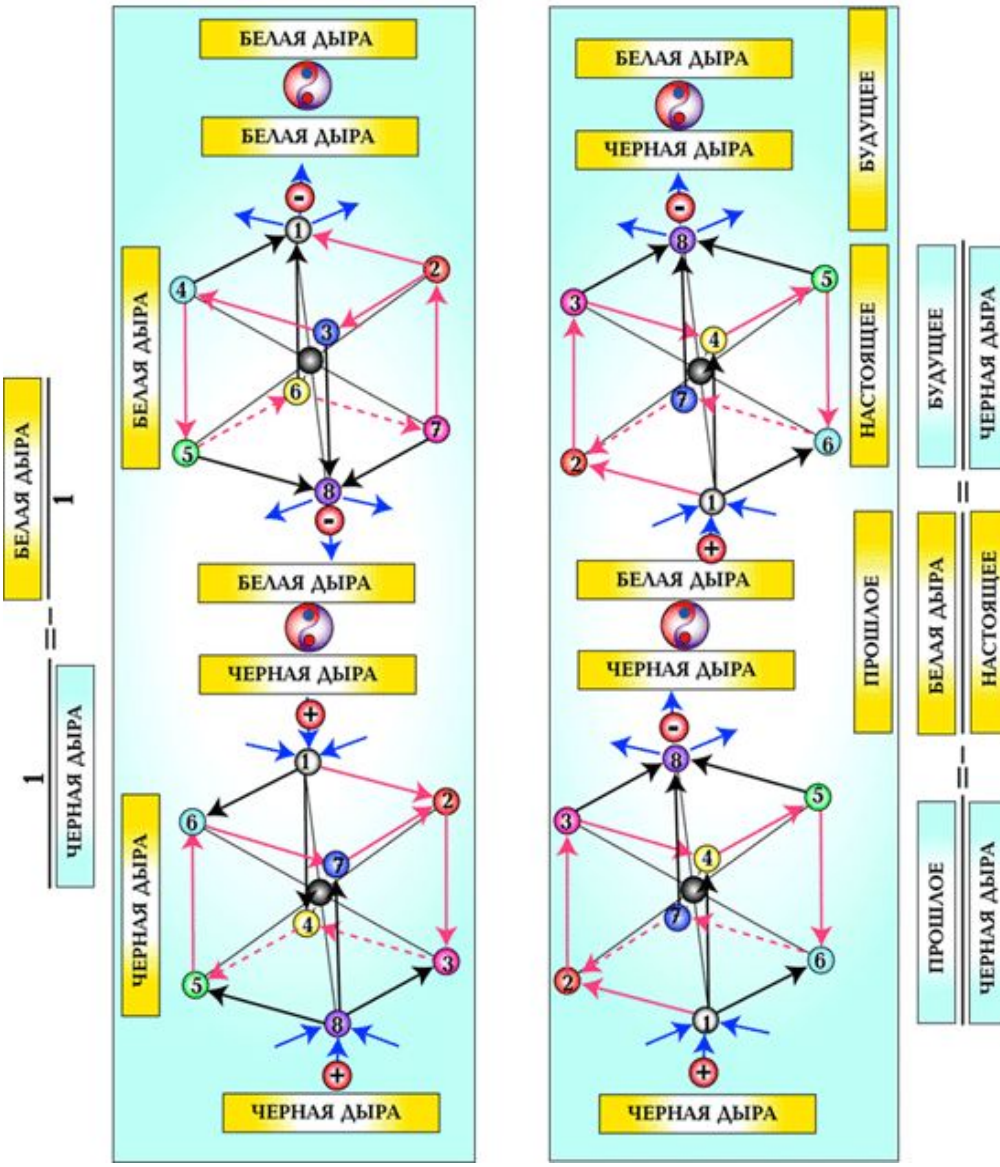 БЕЛАЯ ДЫРА
1
=
1
ЧЕРНАЯ ДЫРА
БЕЛАЯ ДЫРА
БЕЛАЯ ДЫРА
-
1
2
4
3
6
7
5
8
-
БЕЛАЯ ДЫРА
БЕЛАЯ ДЫРА
ЧЕРНАЯ ДЫРА
+
1
2
6
7
4
3
5
8
+
ЧЕРНАЯ ДЫРА
ЧЕРНАЯ ДЫРА
БЕЛАЯ ДЫРА
ЧЕРНАЯ ДЫРА
-
8
5
3
4
7
6
2
1
+
БЕЛАЯ ДЫРА
ЧЕРНАЯ ДЫРА
-
8
5
3
4
7
6
2
1
+
ЧЕРНАЯ ДЫРА
БУДУЩЕЕ
НАСТОЯЩЕЕ
ПРОШЛОЕ
БУДУЩЕЕ
ЧЕРНАЯ ДЫРА
=
БЕЛАЯ ДЫРА
НАСТОЯЩЕЕ
=
ПРОШЛОЕ
ЧЕРНАЯ ДЫРА